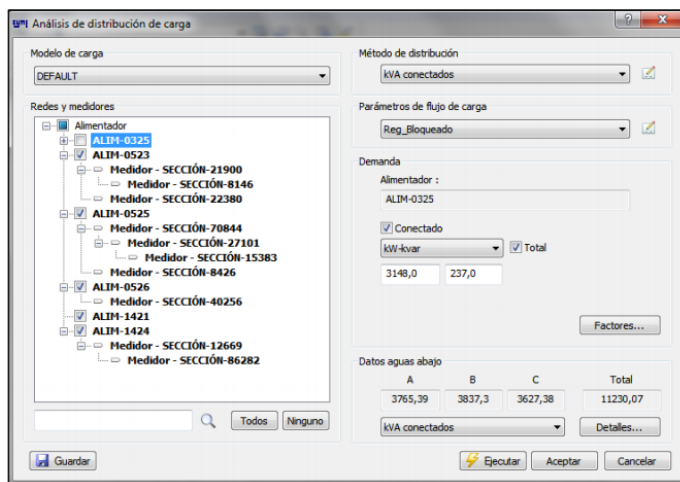 Análisis de distribución de carga
Modelo de carga
DEFAULT
Redes y medidores
Alimentador
ALIM-0325
ALIM-0523
Medidor - SECCIÓN-21900
Medidor - SECCIÓN-8146
Medidor - SECCIÓN-22380
ALIM-0525
Medidor - SECCIÓN-70844
Medidor - SECCIÓN-27101
Medidor - SECCIÓN-15383
Medidor - SECCIÓN-8426
ALIM-0526
Medidor - SECCIÓN-40256
ALIM-1421
ALIM-1424
Medidor - SECCIÓN-12669
Medidor - SECCIÓN-86282
Todos Ninguno
Guardar
Método de distribución
kVA conectados
Parámetros de flujo de carga
Reg_Bloqueado
Demanda
Alimentador :
ALIM-0325
Conectado
kW-kvar Total
3148,0 237,0
Factores...
Datos aguas abajo
A B C Total
3765,39 3837,3 3627,38 11230,07
kVA conectados Detalles...
Ejecutar Aceptar Cancelar